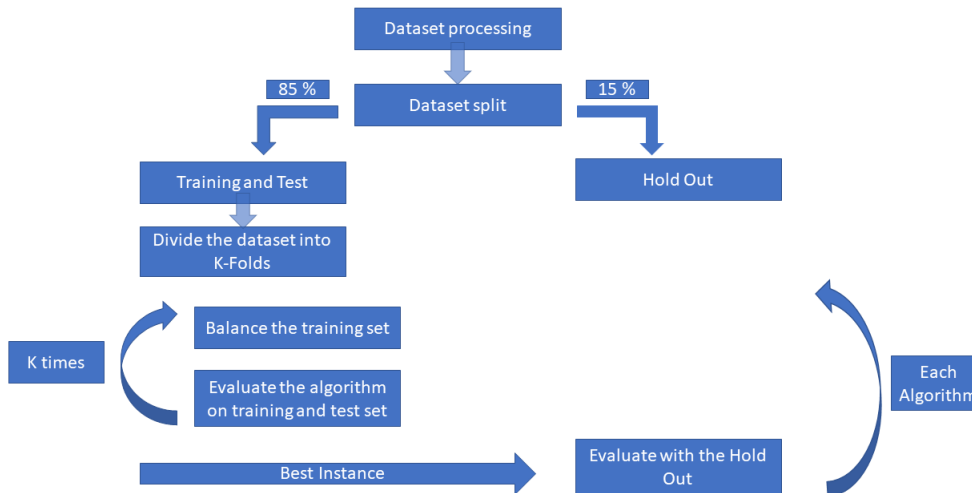 Dataset processing
85 %
15 %
Dataset split
Training and Test
Hold Out
Divide the dataset into
K-Folds
Balance the training set
K times
Evaluate the algorithm
on training and test set
Each
Algorithm
Best Instance
Evaluate with the Hold
Out